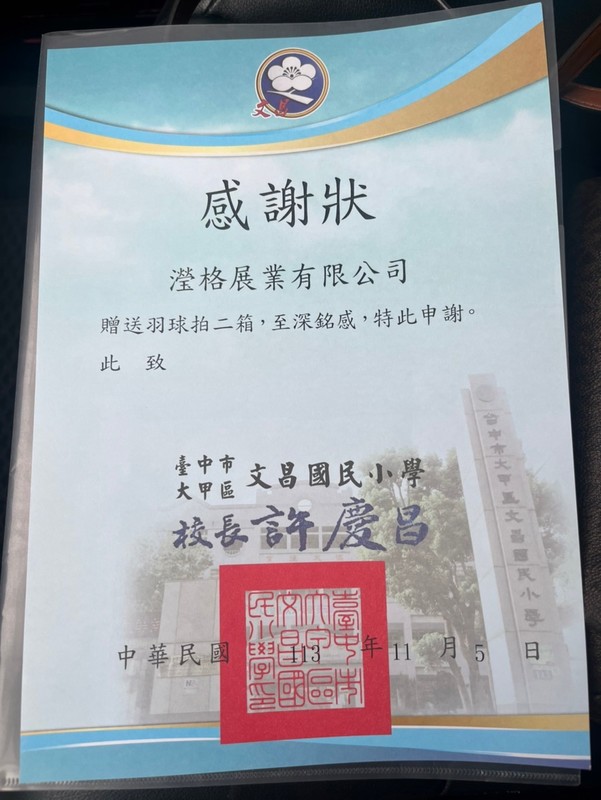 文昌
感謝狀
瀅格展業有限公司
贈送羽球拍二箱，至深銘感，特此申謝。
此　致
臺中市
大甲區 文昌國民小學
校長 許慶昌
台中市大甲區文昌國民小學
中華民國 113 年 11 月 5 日